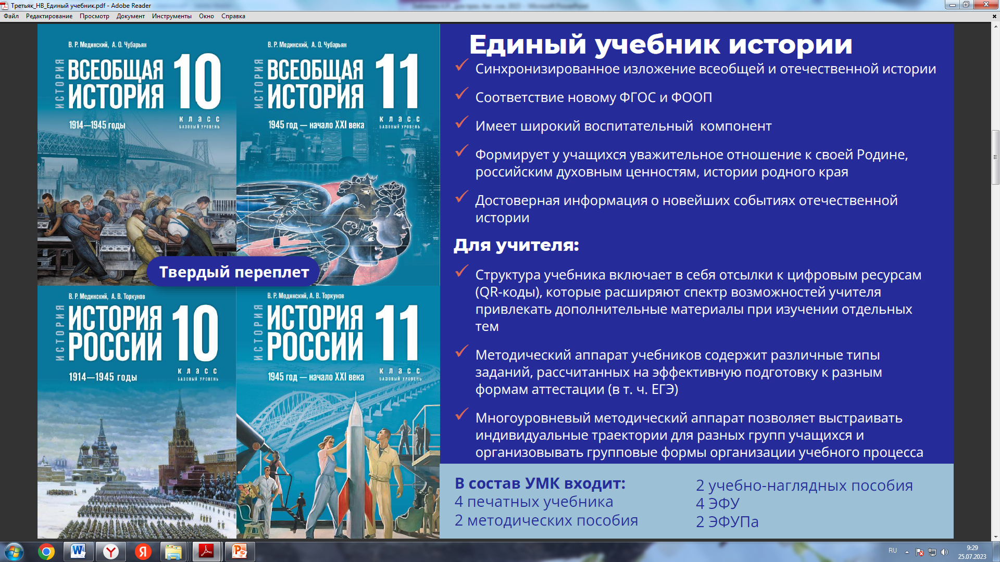 Третьяк_НВ_Единый учебник.pdf - Adobe Reader
Файл Редактирование Просмотр Документ Инструменты Окно Справка
В. Р. Мединский, А. О. Чубарьян
ИСТОРИЯ
ВСЕОБЩАЯ
ИСТОРИЯ
10
класс
базовый уровень
1914—1945 годы
В. Р. Мединский, А. О. Чубарьян
ИСТОРИЯ
ВСЕОБЩАЯ
ИСТОРИЯ
11
класс
базовый уровень
1945 год — начало XXI века
Твердый переплет
В. Р. Мединский, А. В. Торкунов
ИСТОРИЯ
ИСТОРИЯ
РОССИИ
10
класс
базовый уровень
1914—1945 годы
В. Р. Мединский, А. В. Торкунов
ИСТОРИЯ
ИСТОРИЯ
РОССИИ
11
класс
базовый уровень
1945 год — начало XXI века
Единый учебник истории
Синхронизированное изложение всеобщей и отечественной истории
Соответствие новому ФГОС и ФООП
Имеет широкий воспитательный компонент
Формирует у учащихся уважительное отношение к своей Родине,
российским духовным ценностям, истории родного края
Достоверная информация о новейших событиях отечественной
истории
Для учителя:
Структура учебника включает в себя отсылки к цифровым ресурсам
(QR-коды), которые расширяют спектр возможностей учителя
привлекать дополнительные материалы при изучении отдельных
тем
Методический аппарат учебников содержит различные типы
заданий, рассчитанных на эффективную подготовку к разным
формам аттестации (в т. ч. ЕГЭ)
Многоуровневый методический аппарат позволяет выстраивать
индивидуальные траектории для разных групп учащихся и
организовывать групповые формы организации учебного процесса
В состав УМК входит:
4 печатных учебника
2 методических пособия
2 учебно-наглядных пособия
4 ЭФУ
2 ЭФУПа
RU
9:29
25.07.2023